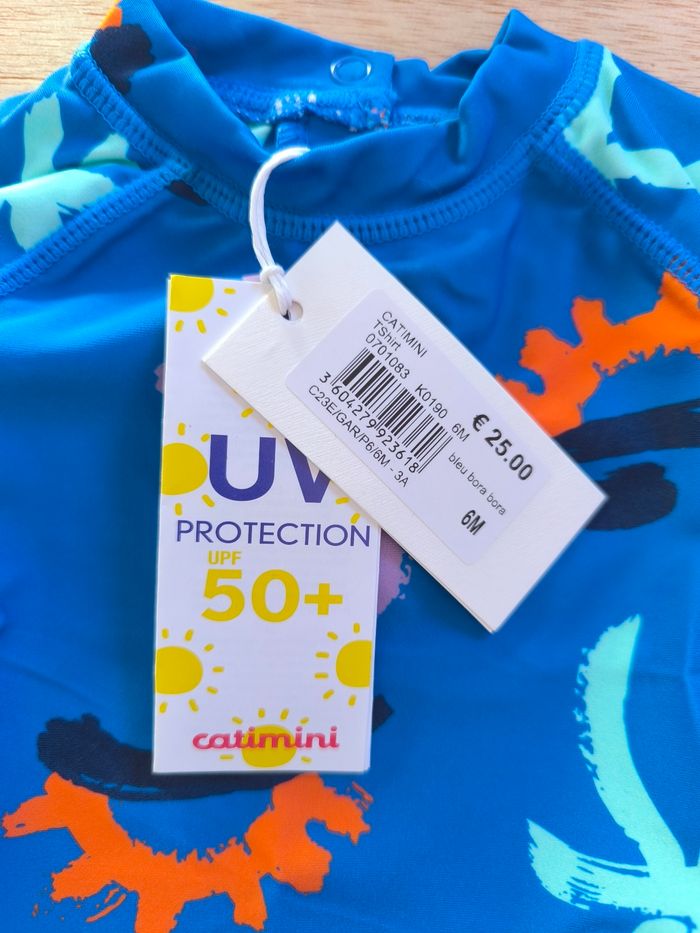 CATIMINI
TShirt
0701083 K0190 6M
3 604279 923618
C23E/GAR/P6/6M - 3A
€ 25.00
bleu bora bora
6M
UV
PROTECTION
UPF
50+
catimini